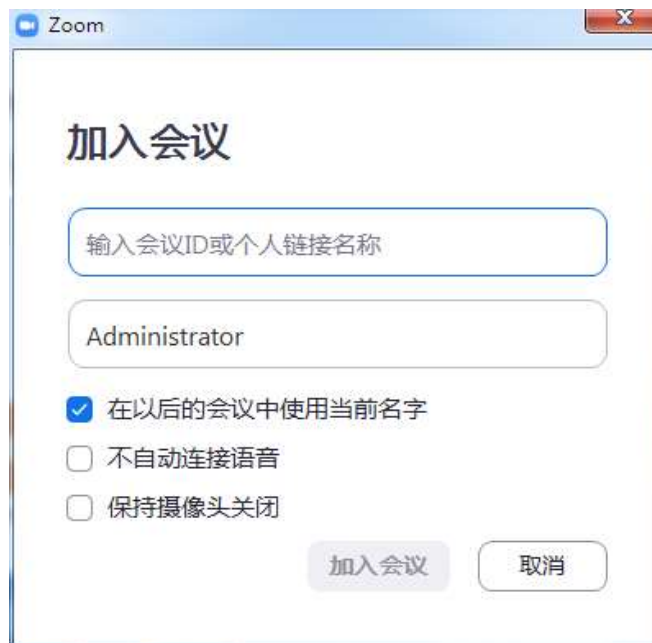 Zoom
加入会议
输入会议ID或个人链接名称
Administrator
在以后的会议中使用当前名字
不自动连接语音
保持摄像头关闭
加入会议 取消